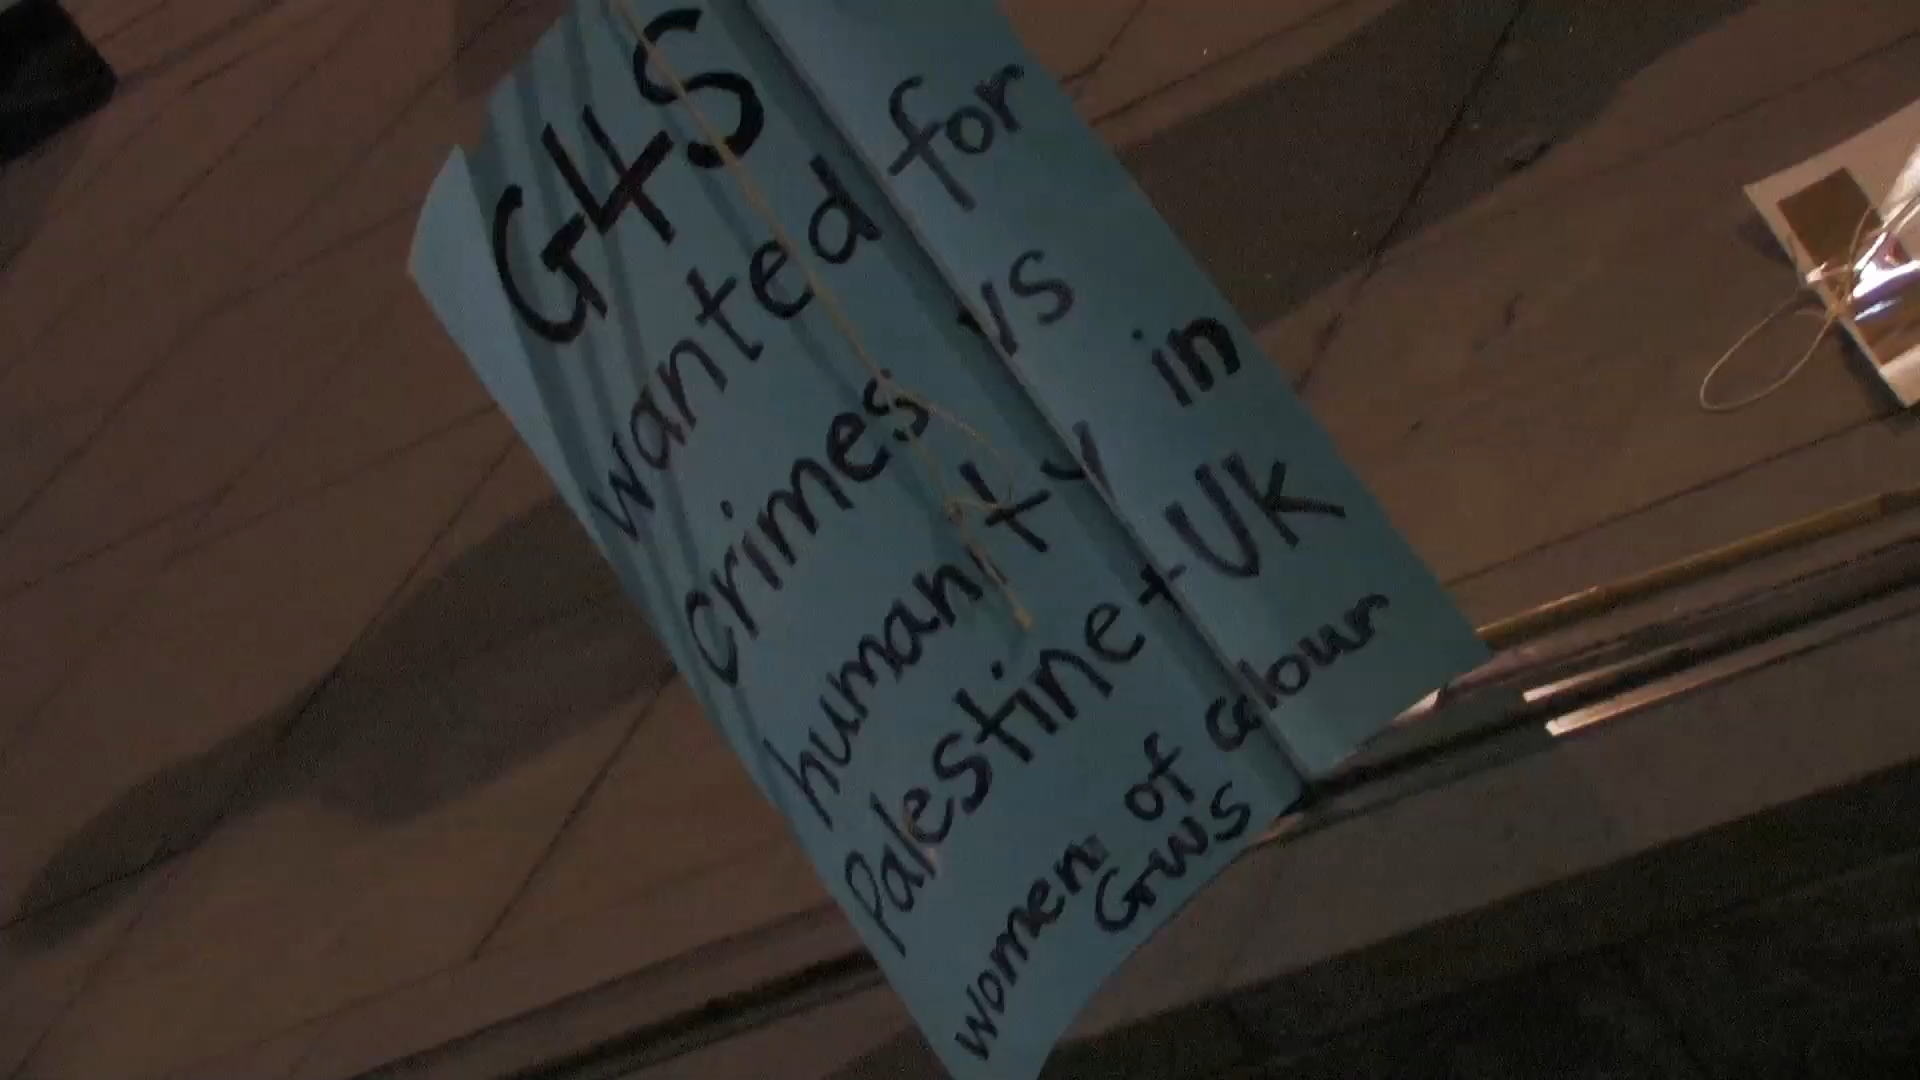 G4S
wanted for
crimes vs
humanity in
Palestine + UK
women of colour
GWS